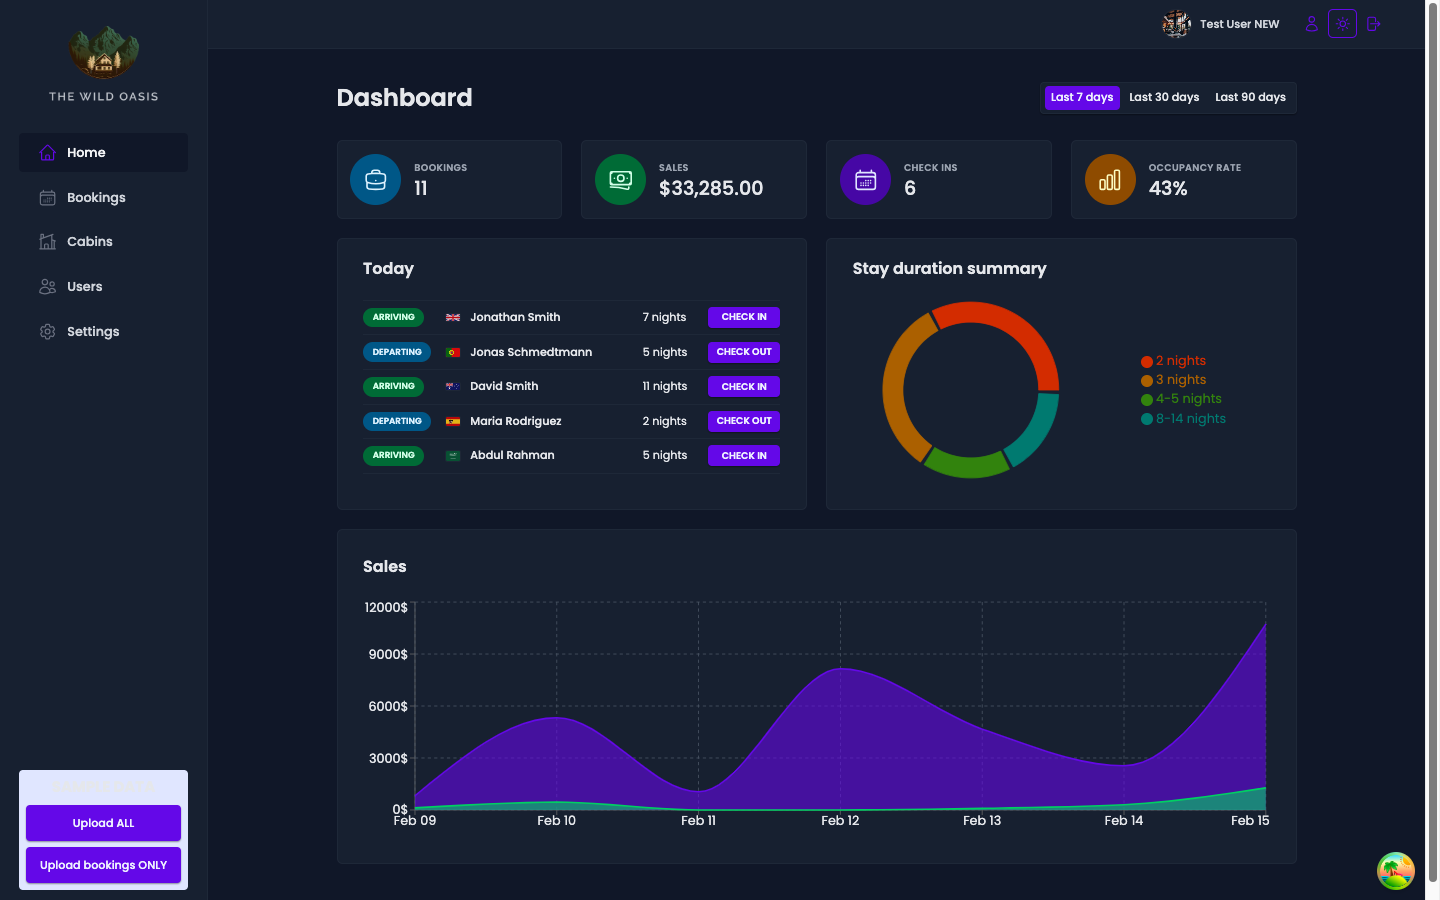 THE WILD OASIS
Home
Bookings
Cabins
Users
Settings
Upload ALL
Upload bookings ONLY
Test User NEW
Dashboard
Last 7 days Last 30 days Last 90 days
BOOKINGS
11
SALES
$33,285.00
CHECK INS
6
OCCUPANCY RATE
43%
Today
ARRIVING Jonathan Smith 7 nights CHECK IN
DEPARTING Jonas Schmedtmann 5 nights CHECK OUT
ARRIVING David Smith 11 nights CHECK IN
DEPARTING Maria Rodriguez 2 nights CHECK OUT
ARRIVING Abdul Rahman 5 nights CHECK IN
Stay duration summary
2 nights
3 nights
4-5 nights
8-14 nights
Sales
12000$
9000$
6000$
3000$
0$
Feb 09 Feb 10 Feb 11 Feb 12 Feb 13 Feb 14 Feb 15